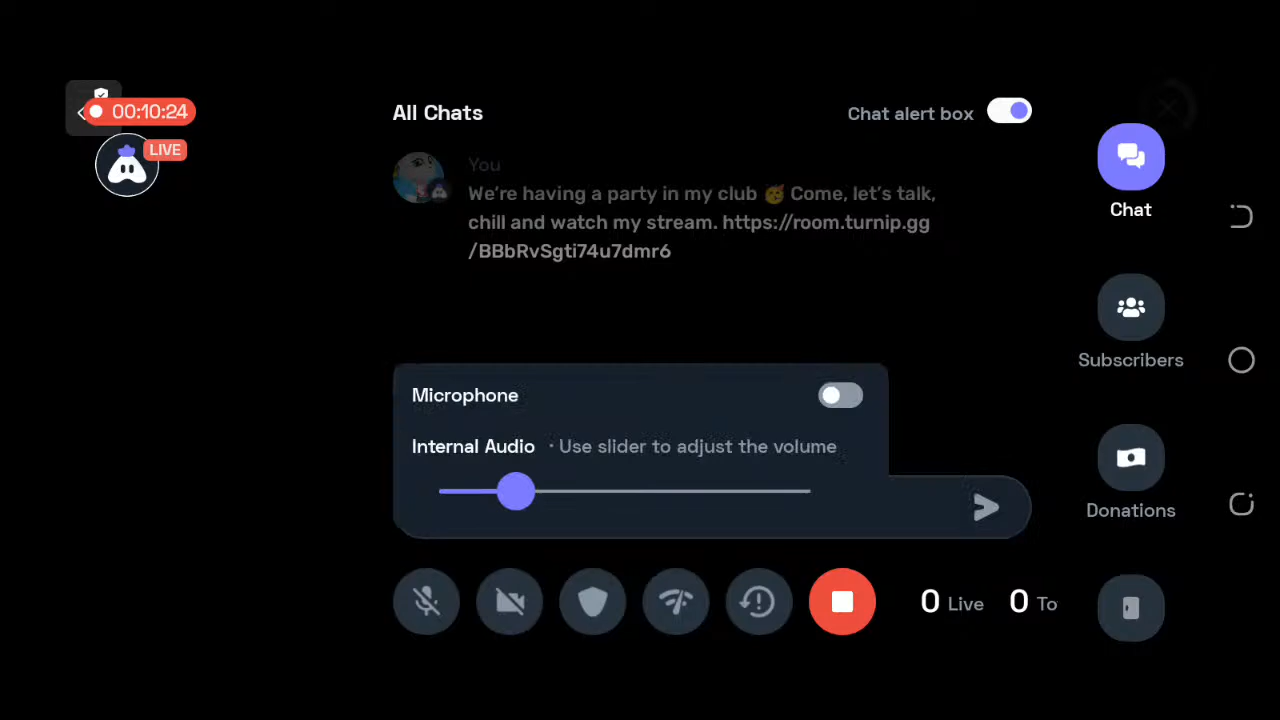 00:10:24
LIVE
All Chats
Chat alert box
You
We're having a party in my club 🥳 Come, let's talk,
chill and watch my stream. https://room.turnip.gg
/BBbRvSgti74u7dmr6
Chat
Subscribers
Microphone
Internal Audio · Use slider to adjust the volume
Donations
0 Live 0 To